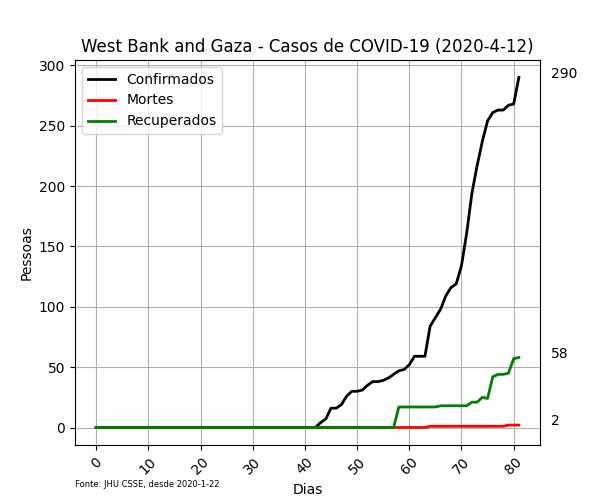 West Bank and Gaza - Casos de COVID-19 (2020-4-12)
Confirmados
Mortes
Recuperados
Pessoas
300
250
200
150
100
50
0
290
58
2
0 10 20 30 40 50 60 70 80
Dias
Fonte: JHU CSSE, desde 2020-1-22